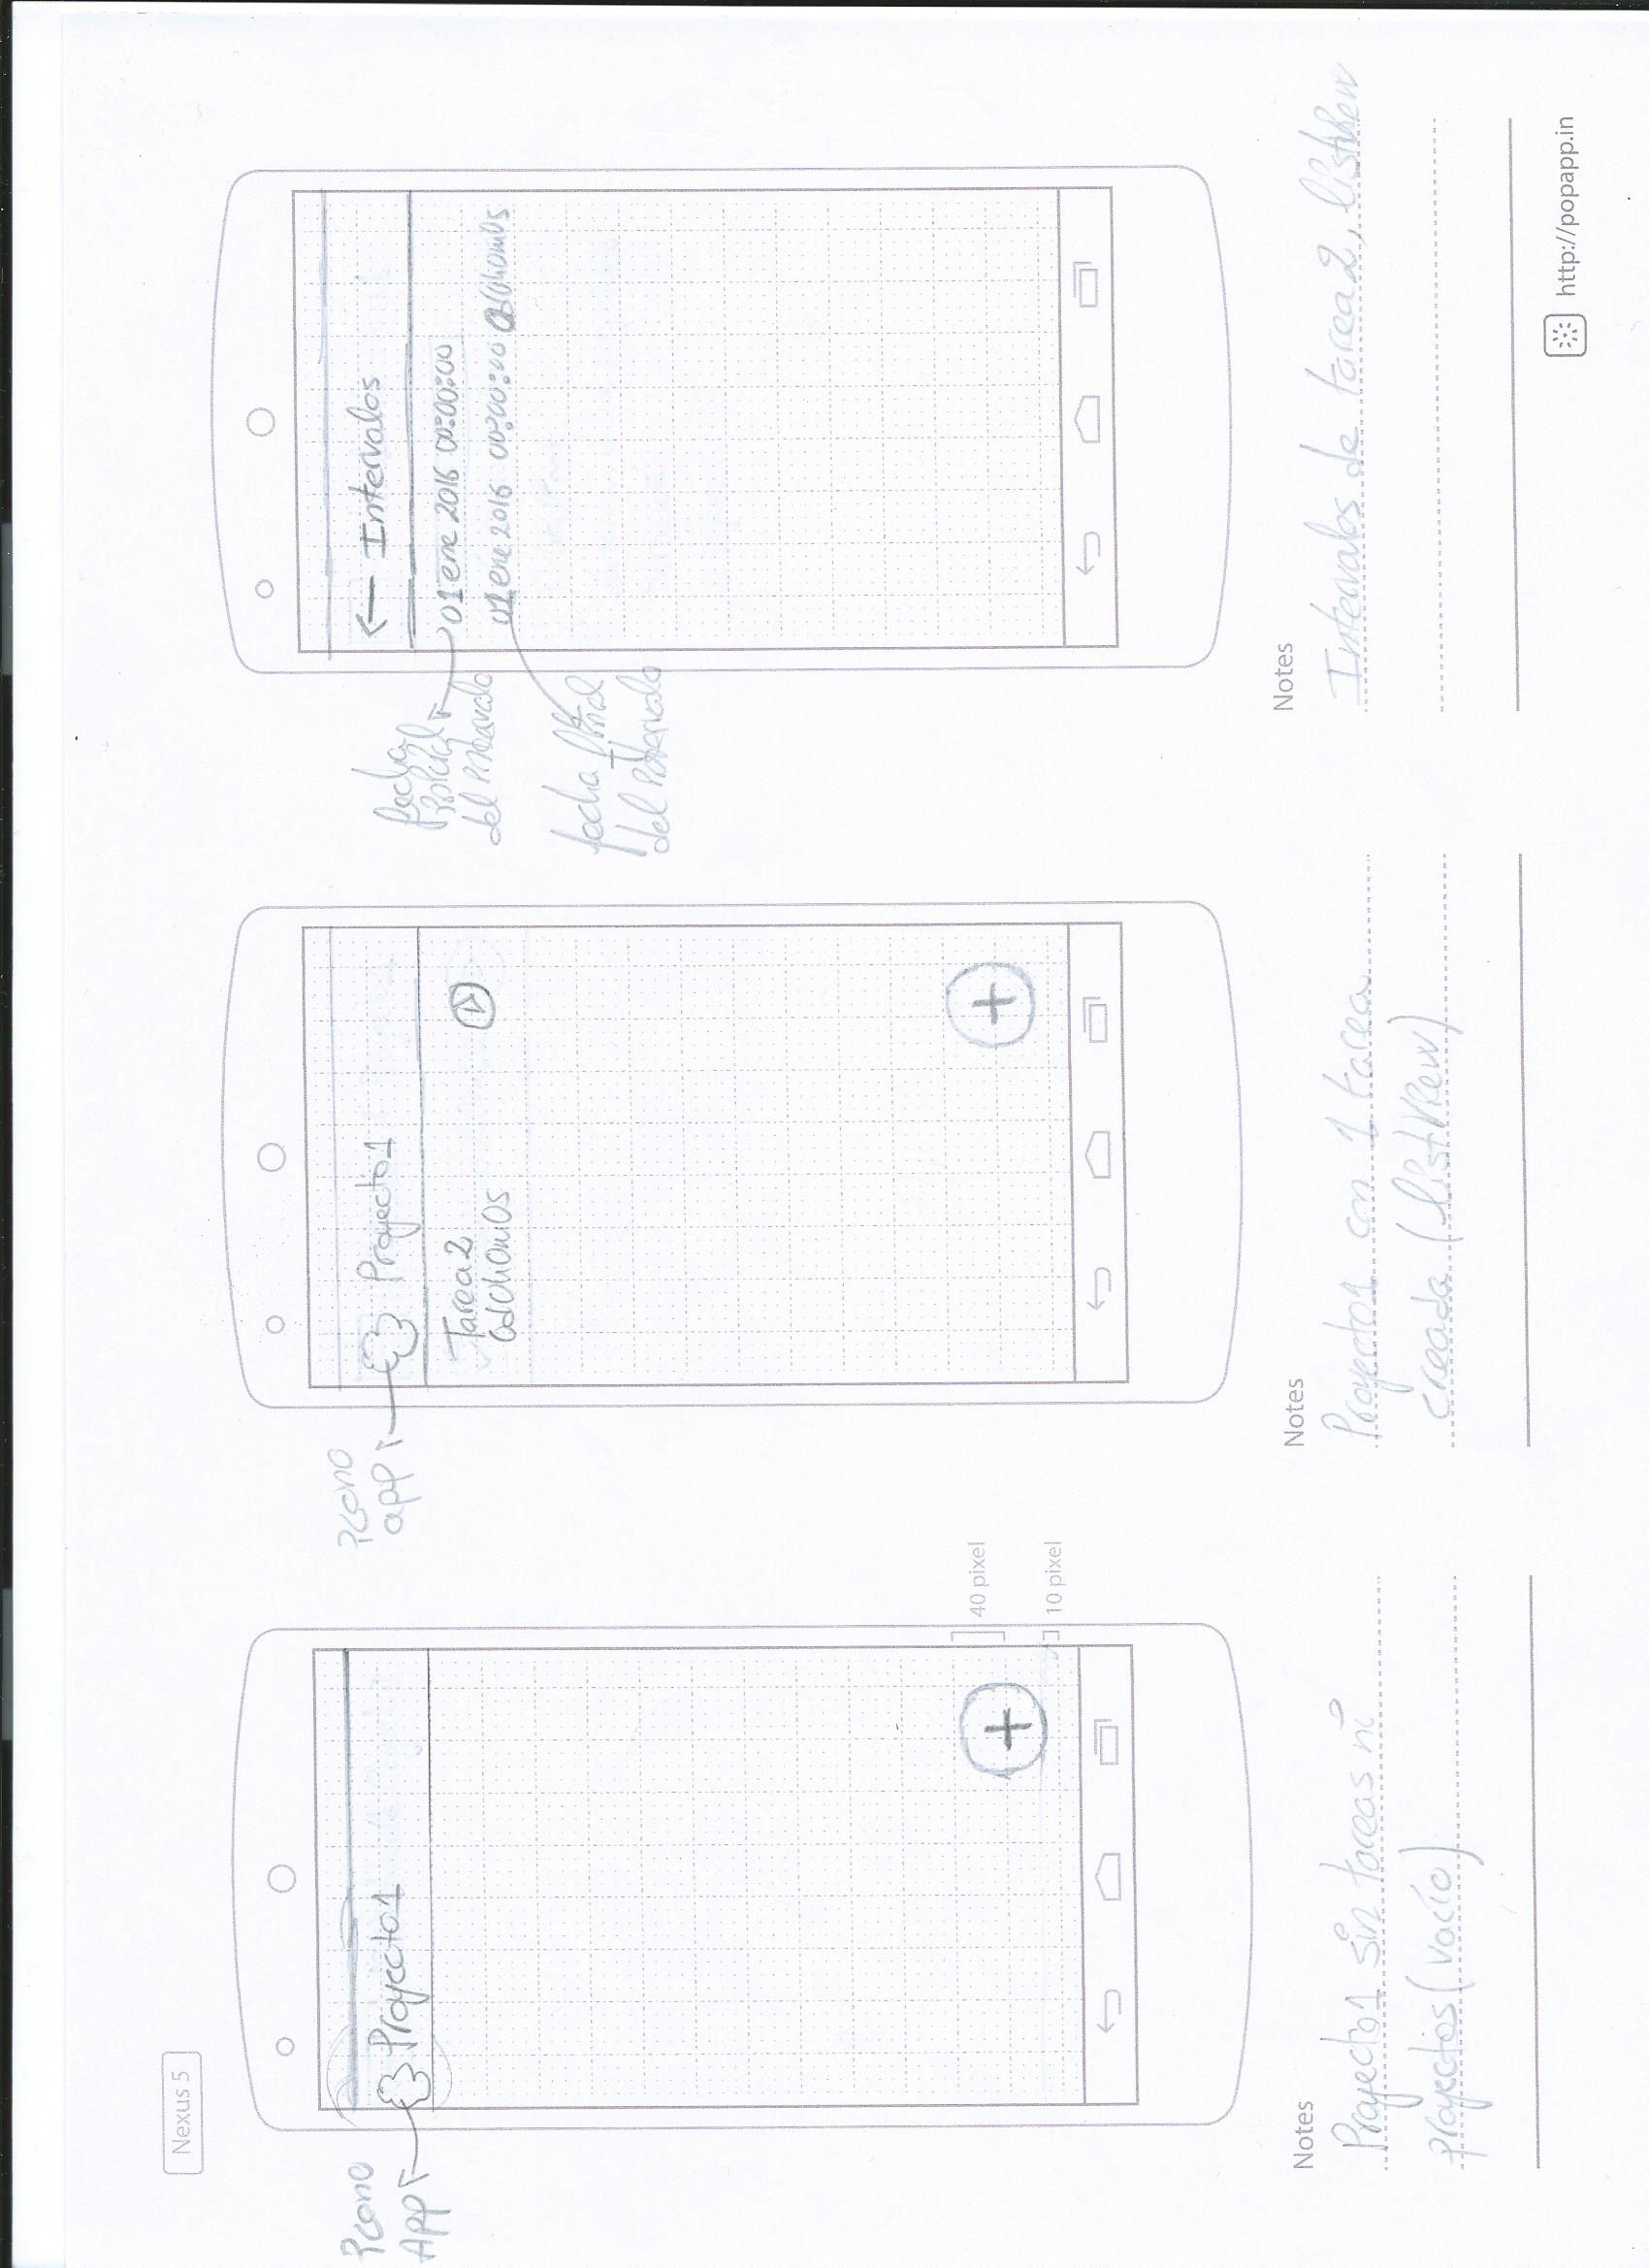 Nexus 5
icono
App
Proyecto1
40 pixel
10 pixel
Notes
Proyecto1 sin tareas ni
proyectos (vacío)
icono
app
Proyecto1
Tarea2
0d0h0m0s
Notes
Proyecto1 con 1 tarea
creada (listView)
Intervalos
fecha
inicial
del intervalo
01 ene 2016 00:00:00
01 ene 2016 00:00:00 0d0h0m0s
fecha final
del intervalo
Notes
Intervalos de tarea2, listView
http://popapp.in